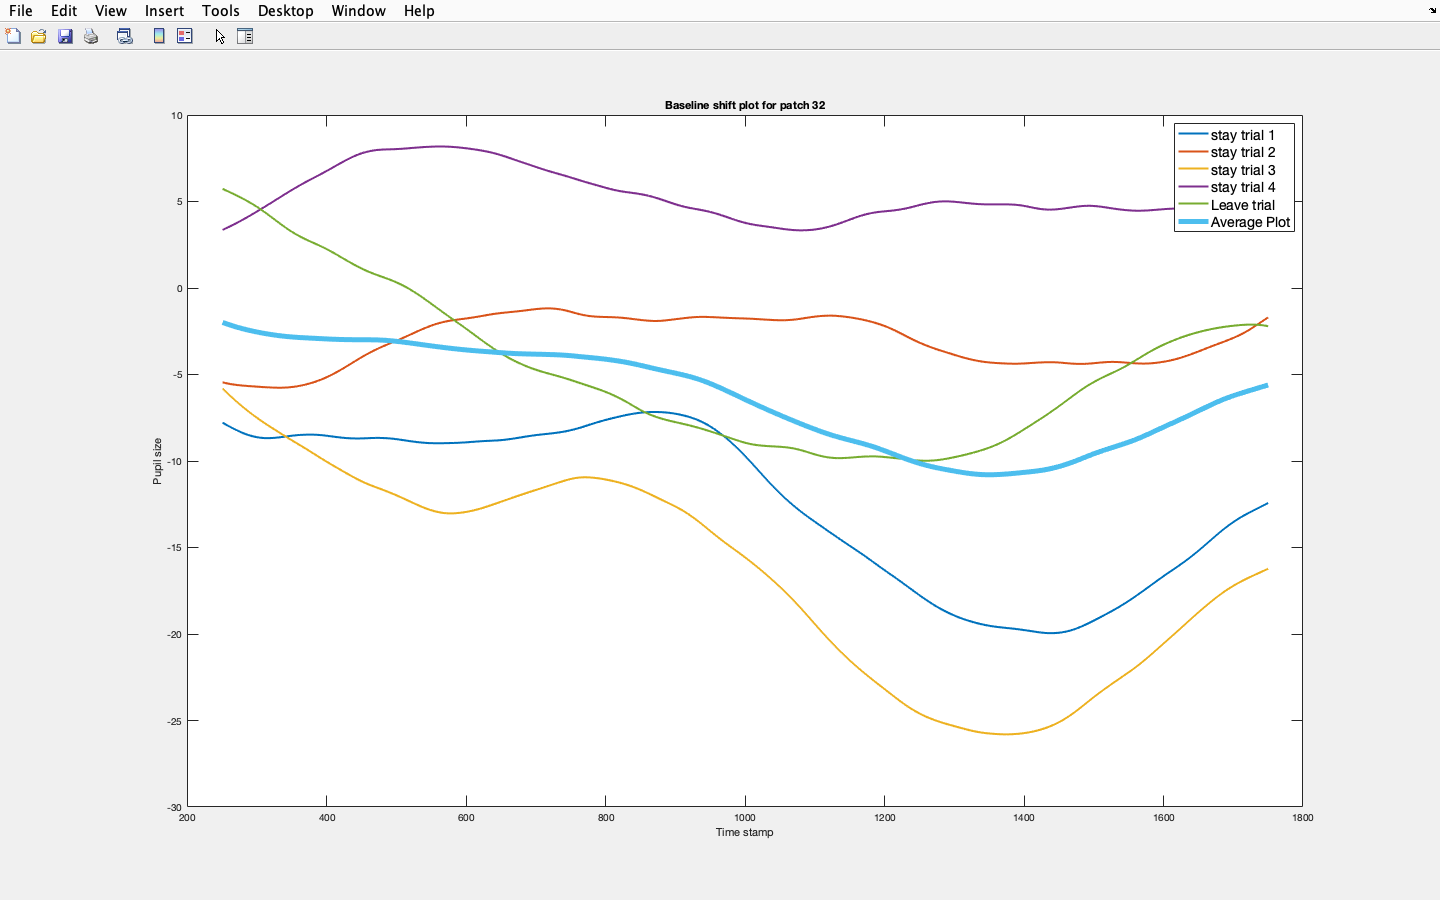 File Edit View Insert Tools Desktop Window Help
Baseline shift plot for patch 32
10
5
0
-5
-10
-15
-20
-25
-30
Pupil size
stay trial 1
stay trial 2
stay trial 3
stay trial 4
Leave trial
Average Plot
200 400 600 800 1000 1200 1400 1600 1800
Time stamp